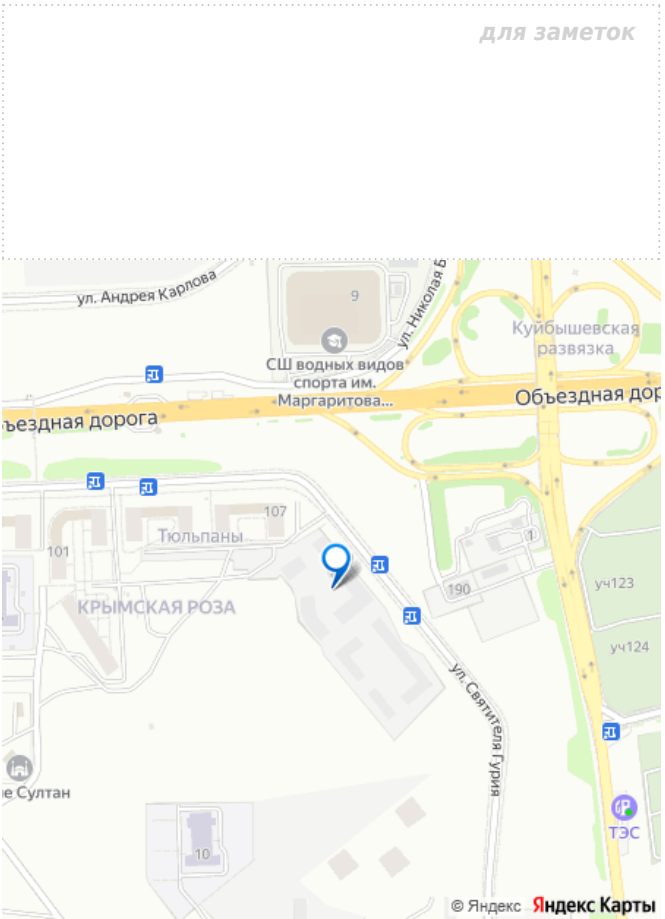 для заметок
ул. Андрея Карлова
9
ул. Николая Б
СШ водных видов
спорта им.
Маргаритова...
Куйбышевская
развязка
Объездная дор
ъездная дорога
107
Тюльпаны
101
1
КРЫМСКАЯ РОЗА
190
уч123
уч124
ул. Святителя Гурия
е Султан
ТЭС
10
© Яндекс Яндекс Карты